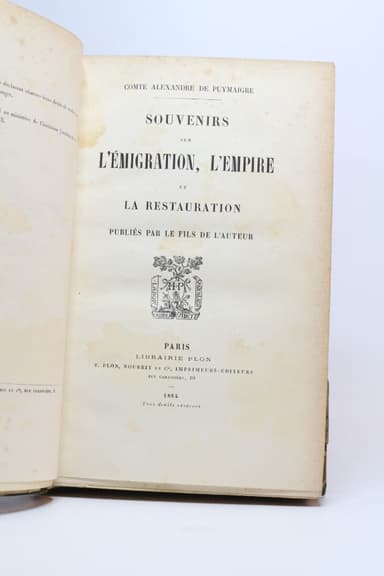 COMTE ALEXANDRE DE PUYMAIGRE
SOUVENIRS
SUR
L'ÉMIGRATION, L'EMPIRE
ET
LA RESTAURATION
PUBLIÉS PAR LE FILS DE L'AUTEUR
PARIS
LIBRAIRIE PLON
E. PLON, NOURRIT ET Cie, IMPRIMEURS-ÉDITEURS
RUE GARANCIÈRE, 10
1884
Tous droits réservés